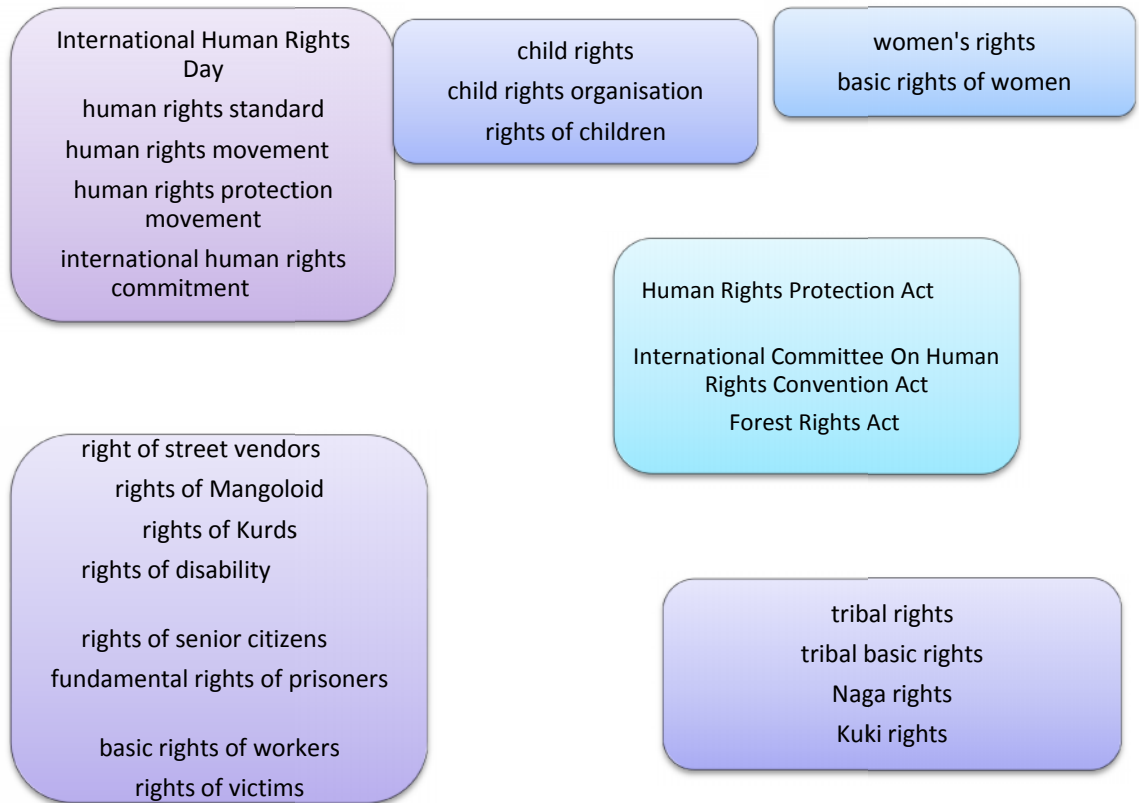 International Human Rights
Day
human rights standard
human rights movement
human rights protection
movement
international human rights
commitment
child rights
child rights organisation
rights of children
women's rights
basic rights of women
Human Rights Protection Act
International Committee On Human
Rights Convention Act
Forest Rights Act
right of street vendors
rights of Mangoloid
rights of Kurds
rights of disability
rights of senior citizens
fundamental rights of prisoners
basic rights of workers
rights of victims
tribal rights
tribal basic rights
Naga rights
Kuki rights